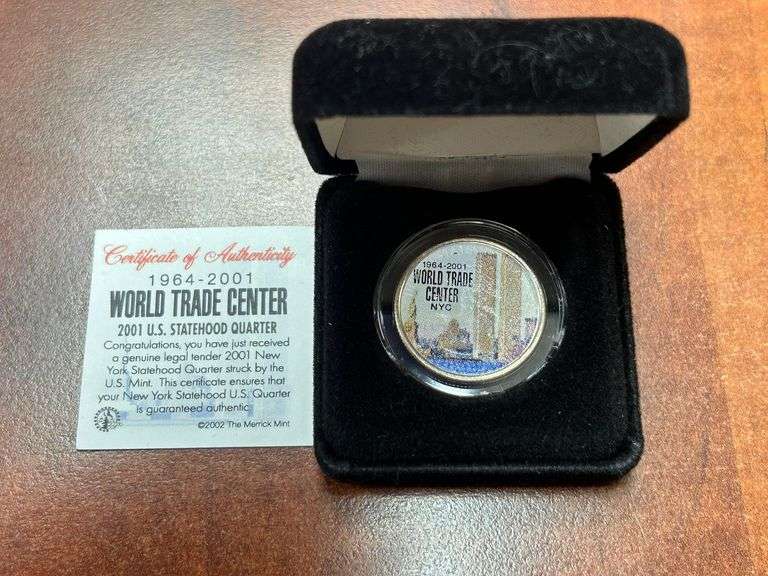 Certificate of Authenticity
1964-2001
WORLD TRADE CENTER
2001 U.S. STATEHOOD QUARTER
Congratulations, you have just received
a genuine legal tender 2001 New
York Statehood Quarter struck by the
U.S. Mint. This certificate ensures that
your New York Statehood U.S. Quarter
is guaranteed authentic.
©2002 The Merrick Mint
1964-2001
WORLD TRADE
CENTER
NYC